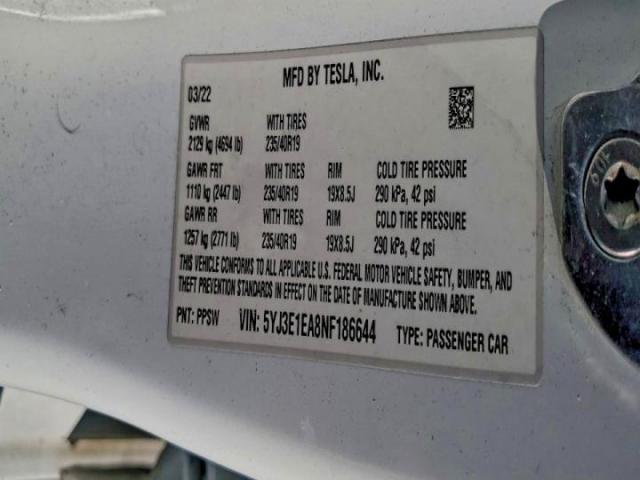 MFD BY TESLA, INC.
03/22
GVWR WITH TIRES
2129 kg (4694 lb) 235/40R19
GAWR FRT WITH TIRES RIM COLD TIRE PRESSURE
1110 kg (2447 lb) 235/40R19 19X8.5J 290 kPa, 42 psi
GAWR RR WITH TIRES RIM COLD TIRE PRESSURE
1257 kg (2771 lb) 235/40R19 19X8.5J 290 kPa, 42 psi
THIS VEHICLE CONFORMS TO ALL APPLICABLE U.S. FEDERAL MOTOR VEHICLE SAFETY, BUMPER, AND
THEFT PREVENTION STANDARDS IN EFFECT ON THE DATE OF MANUFACTURE SHOWN ABOVE.
PNT: PPSW VIN: 5YJ3E1EA8NF186644 TYPE: PASSENGER CAR